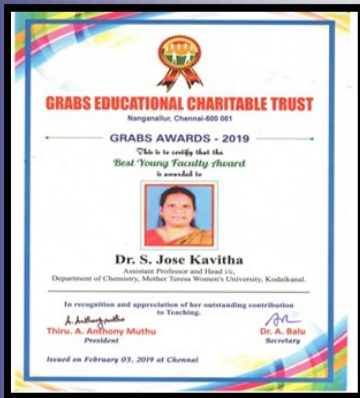 GRABS EDUCATIONAL CHARITABLE TRUST
Nanganallur, Chennai-600 061
GRABS AWARDS - 2019
This is to certify that the
Best Young Faculty Award
is awarded to
Dr. S. Jose Kavitha
Assistant Professor and Head i/c,
Department of Chemistry, Mother Teresa Women's University, Kodaikanal.
In recognition and appreciation of her outstanding contribution
to Teaching.
Thiru. A. Anthony Muthu
President
Dr. A. Balu
Secretary
Issued on February 03, 2019 at Chennai